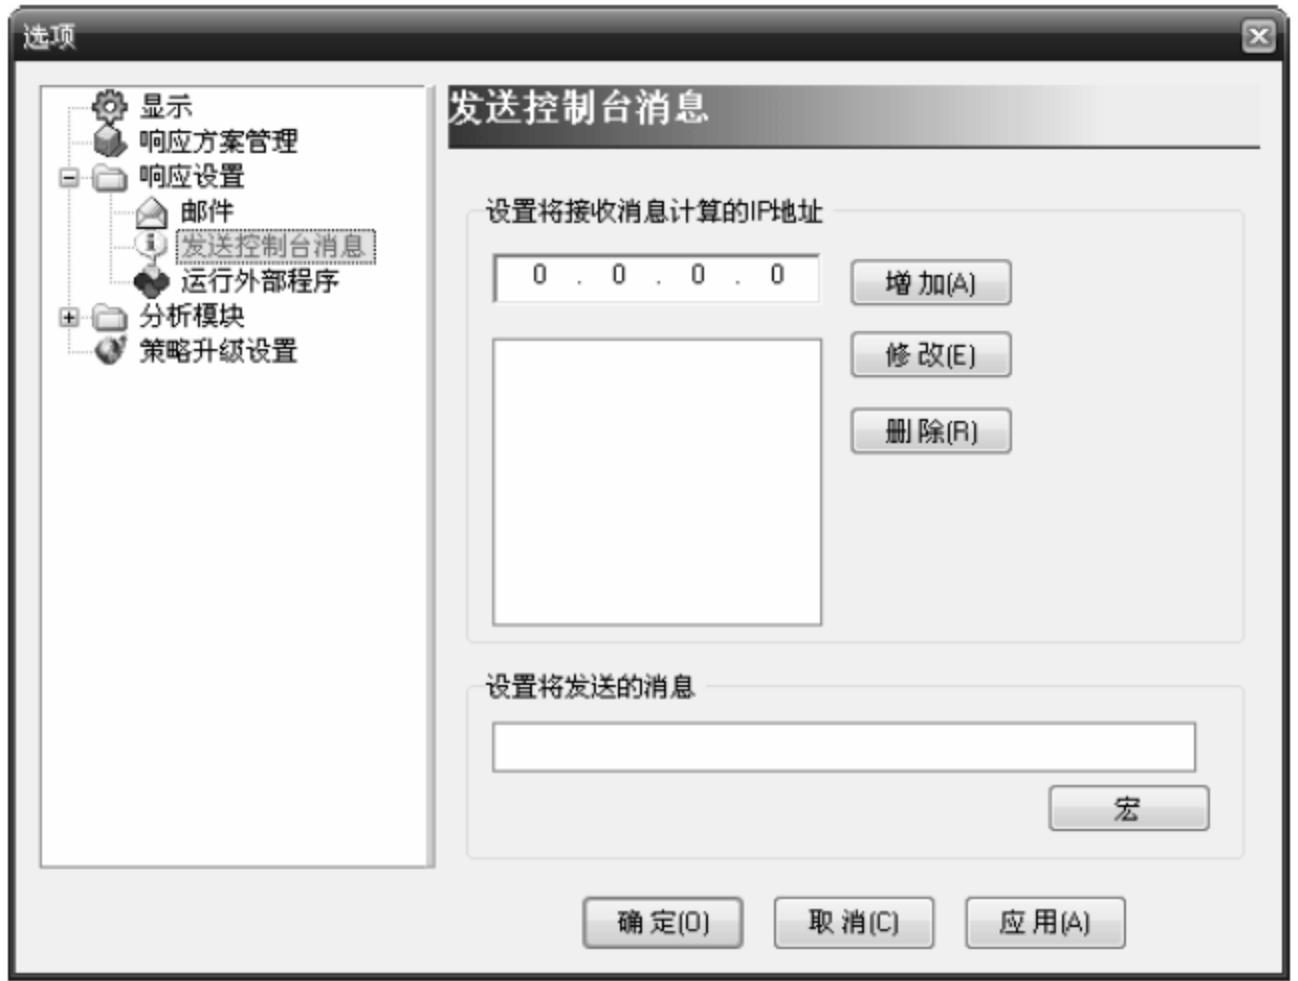 选项
显示
响应方案管理
响应设置
邮件
发送控制台消息
运行外部程序
分析模块
策略升级设置
发送控制台消息
设置将接收消息计算的IP地址
0 . 0 . 0 . 0
增加(A)
修改(E)
删除(R)
设置将发送的消息
宏
确定(O)
取消(C)
应用(A)